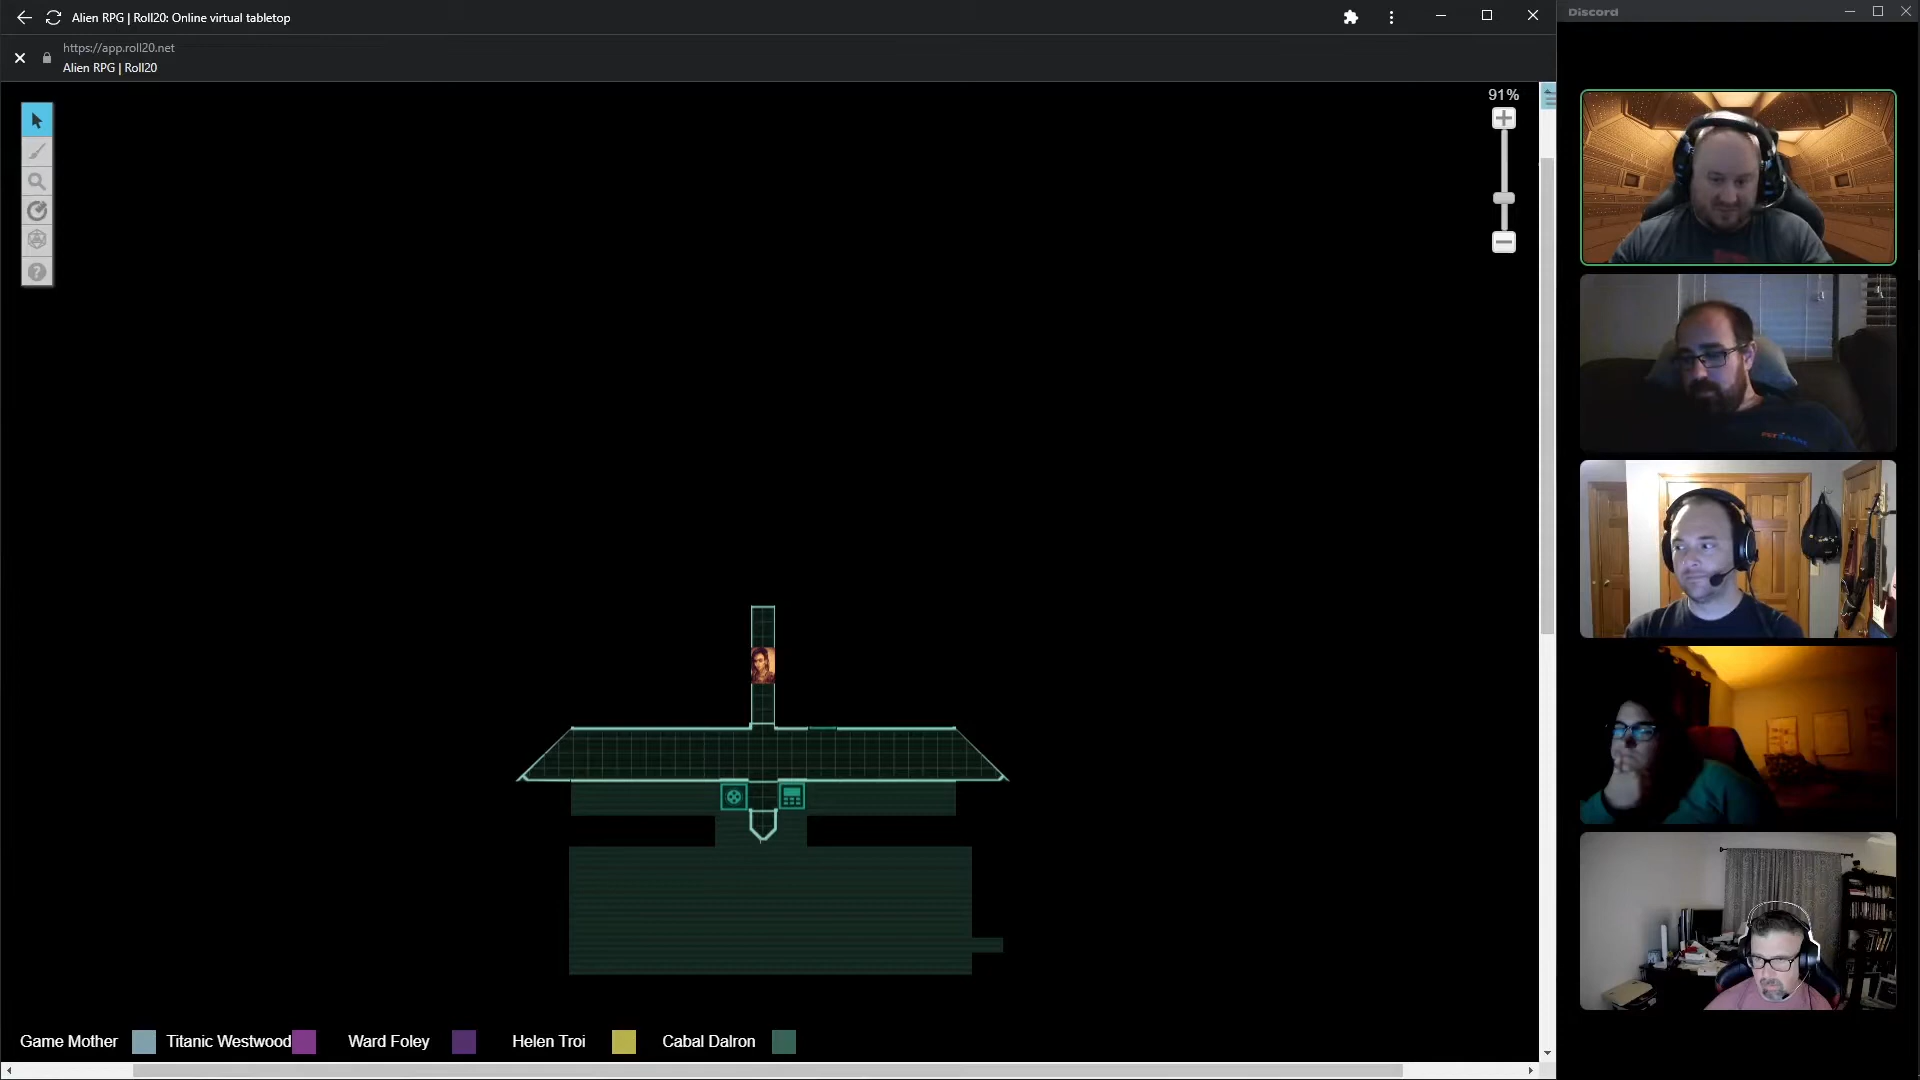 Alien RPG | Roll20: Online virtual tabletop
Discord
https://app.roll20.net
Alien RPG | Roll20
91%
Game Mother
Titanic Westwood
Ward Foley
Helen Troi
Cabal Dalron